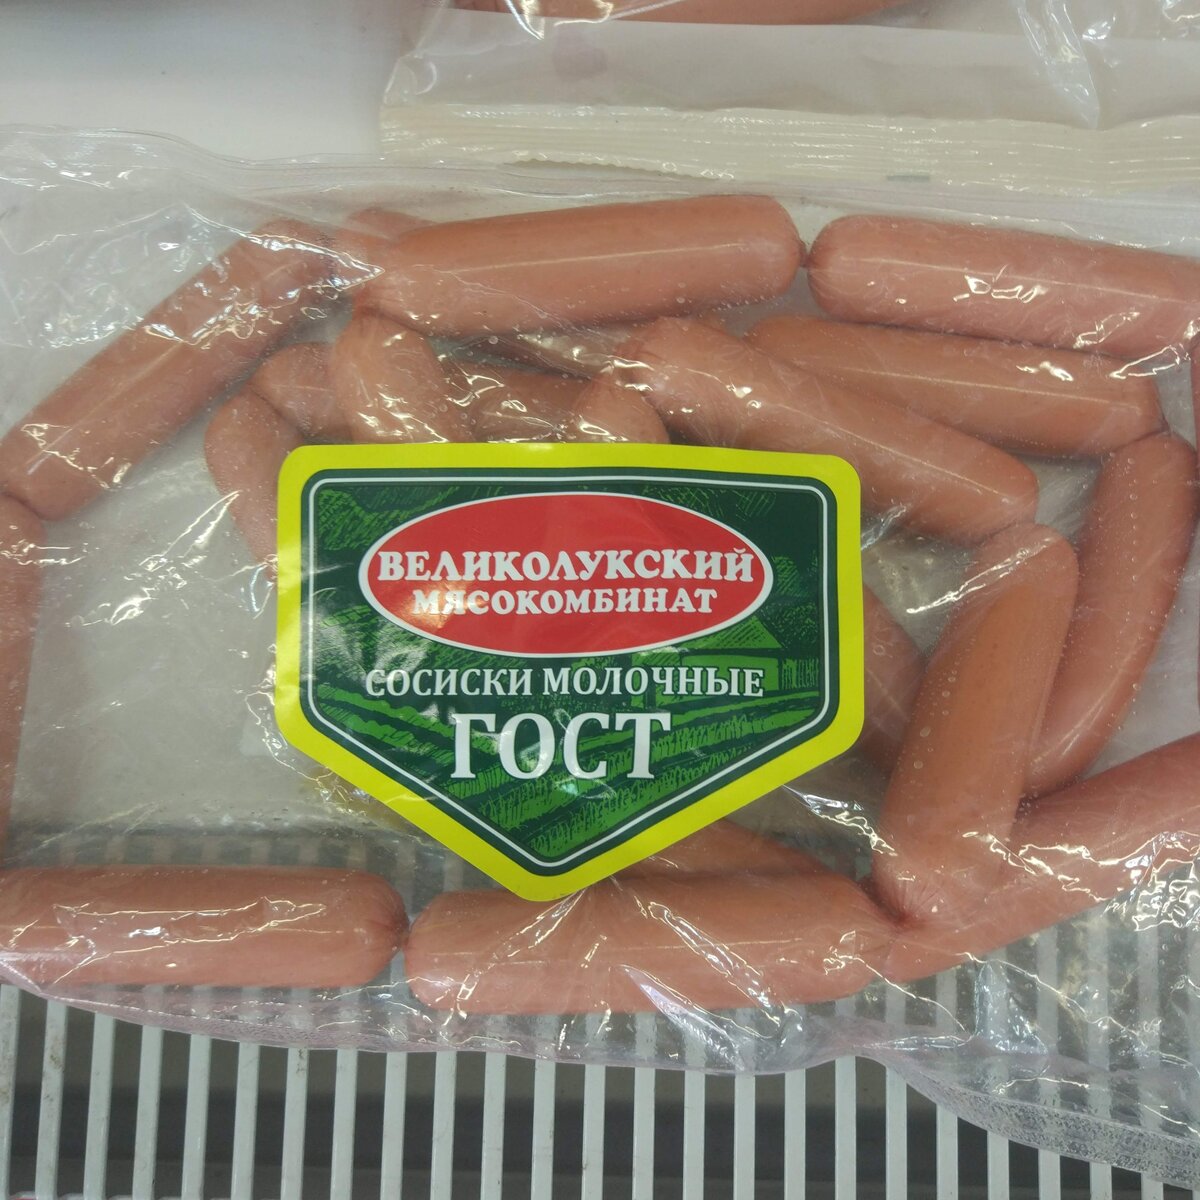 ВЕЛИКОЛУКСКИЙ
МЯСОКОМБИНАТ
СОСИСКИ МОЛОЧНЫЕ
ГОСТ